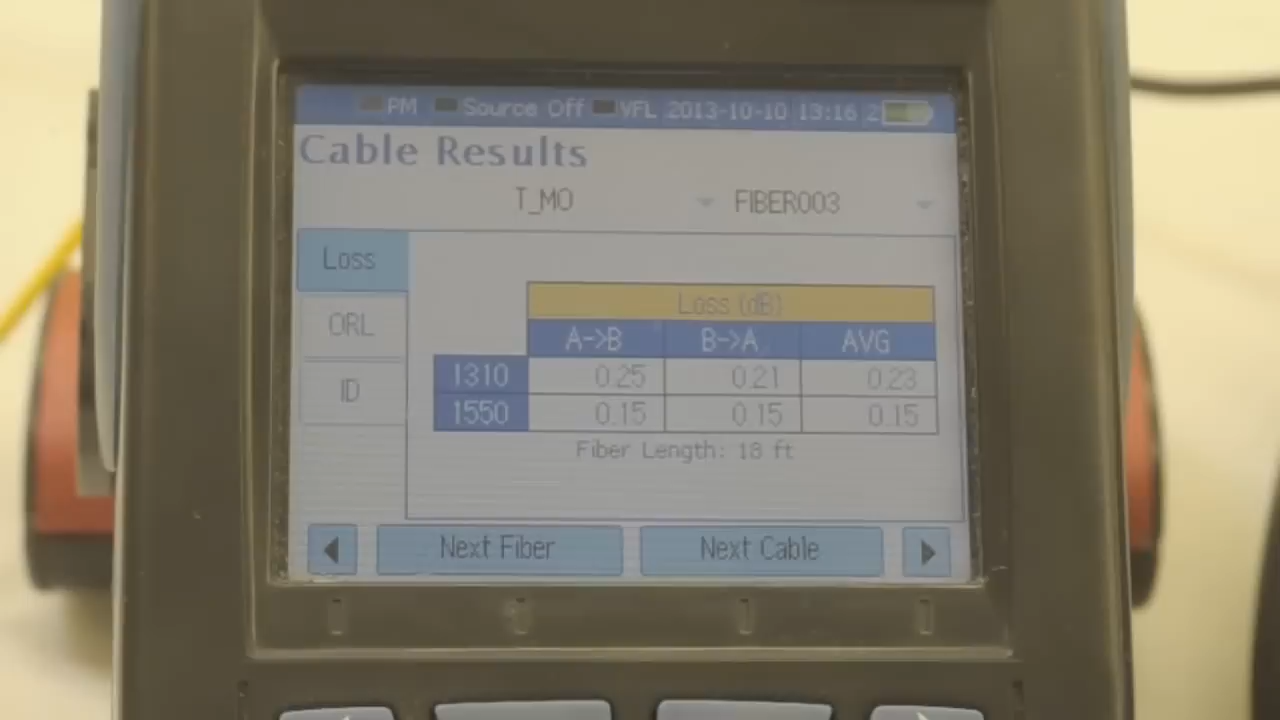 PM Source Off VFL 2013-10-10 13:16
Cable Results
T_MO FIBER003
Loss
ORL
ID
Loss (dB)
A->B B->A AVG
1310 0.25 0.21 0.23
1550 0.15 0.15 0.15
Fiber Length: 18 ft
Next Fiber Next Cable